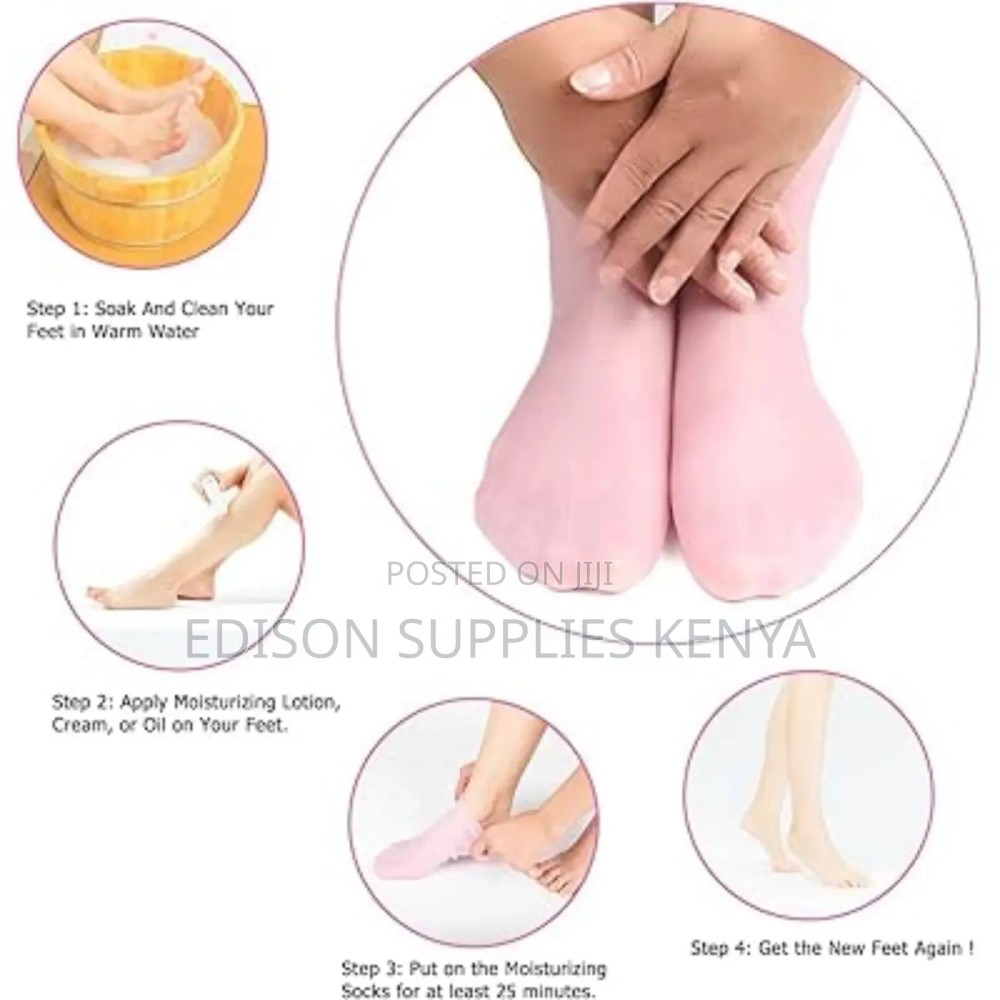 Step 1: Soak And Clean Your
Feet in Warm Water
POSTED ON JIJI
EDISON SUPPLIES KENYA
Step 2: Apply Moisturizing Lotion,
Cream, or Oil on Your Feet.
Step 3: Put on the Moisturizing
Socks for at least 25 minutes.
Step 4: Get the New Feet Again !